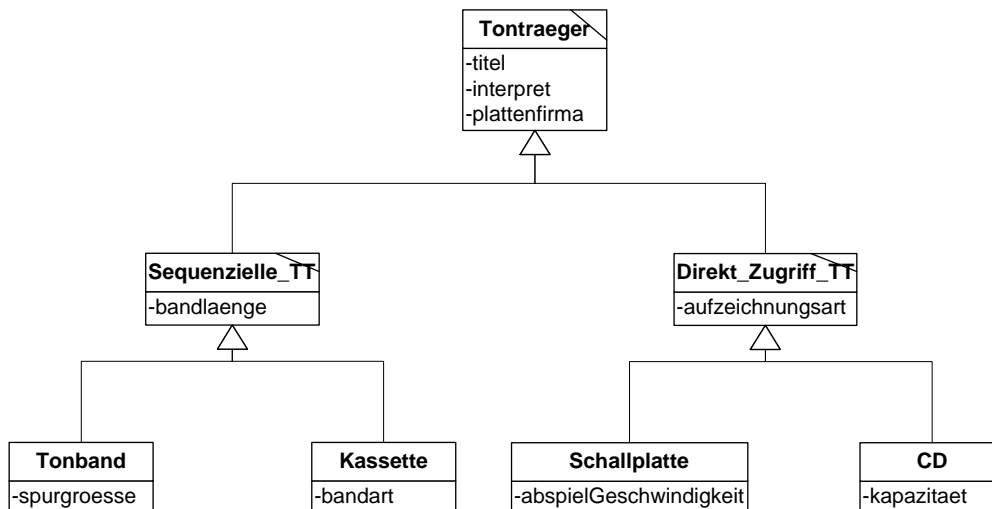 Tontraeger
-titel
-interpret
-plattenfirma
Sequenzielle_TT
-bandlaenge
Direkt_Zugriff_TT
-aufzeichnungsart
Tonband
-spurgroesse
Kassette
-bandart
Schallplatte
-abspielGeschwindigkeit
CD
-kapazitaet